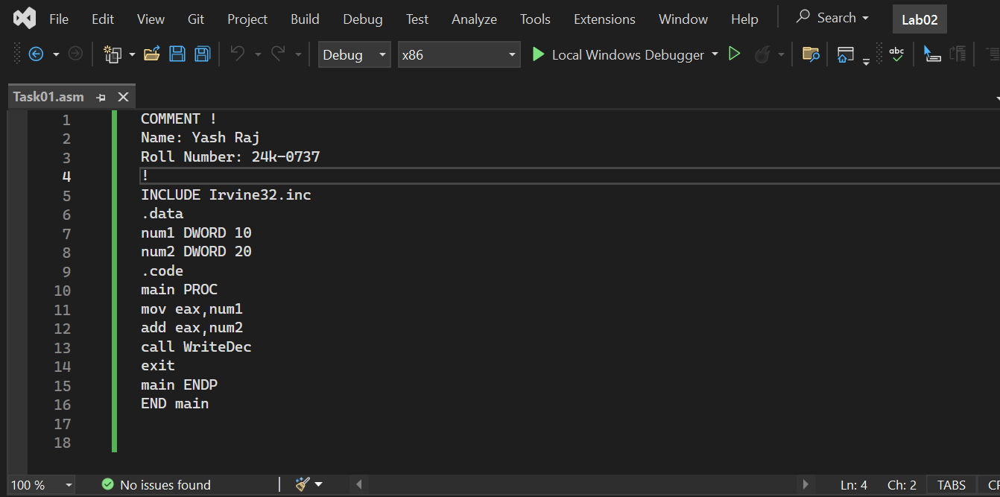 File Edit View Git Project Build Debug Test Analyze Tools Extensions Window Help Search Lab02
Debug x86 Local Windows Debugger abc
Task01.asm
1 COMMENT !
2 Name: Yash Raj
3 Roll Number: 24k-0737
4 !
5 INCLUDE Irvine32.inc
6 .data
7 num1 DWORD 10
8 num2 DWORD 20
9 .code
10 main PROC
11 mov eax,num1
12 add eax,num2
13 call WriteDec
14 exit
15 main ENDP
16 END main
17
18
100 % No issues found Ln: 4 Ch: 2 TABS